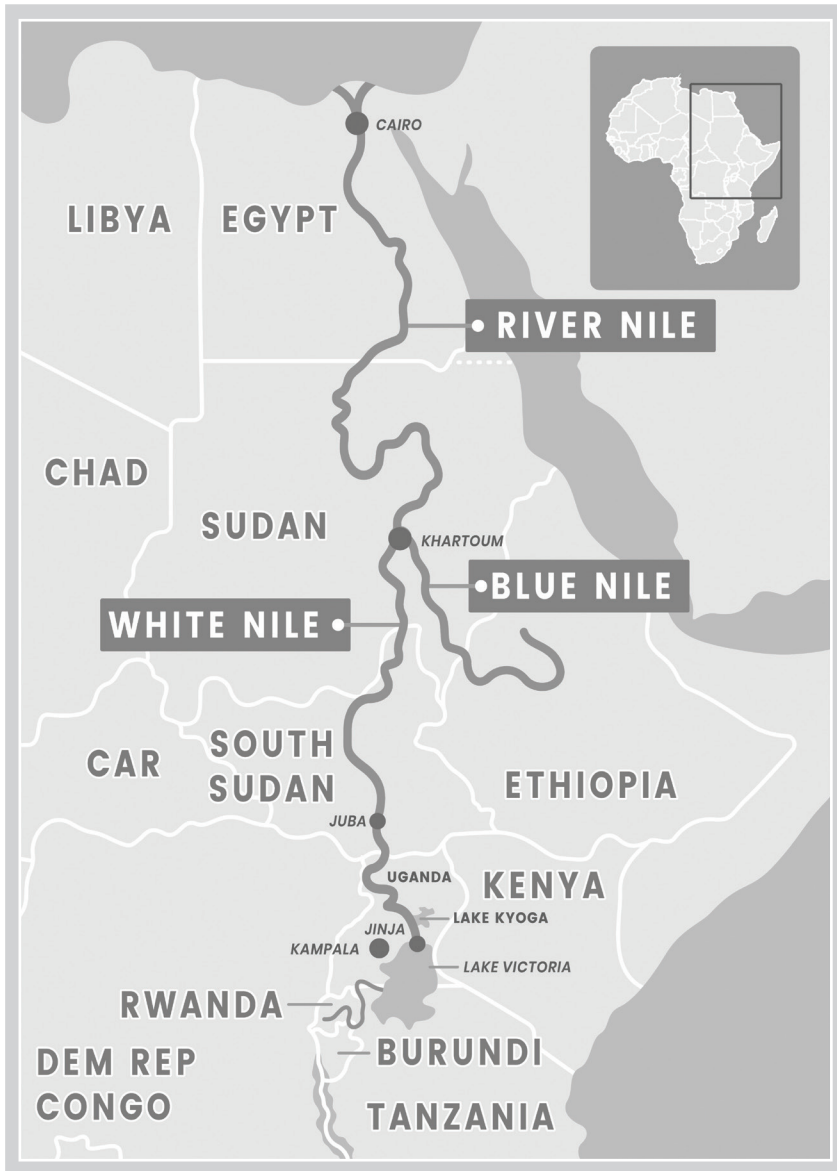 CAIRO
LIBYA
EGYPT
RIVER NILE
CHAD
SUDAN
KHARTOUM
BLUE NILE
WHITE NILE
CAR
SOUTH
SUDAN
ETHIOPIA
JUBA
UGANDA
KENYA
LAKE KYOGA
JINJA
KAMPALA
LAKE VICTORIA
RWANDA
BURUNDI
DEM REP
CONGO
TANZANIA